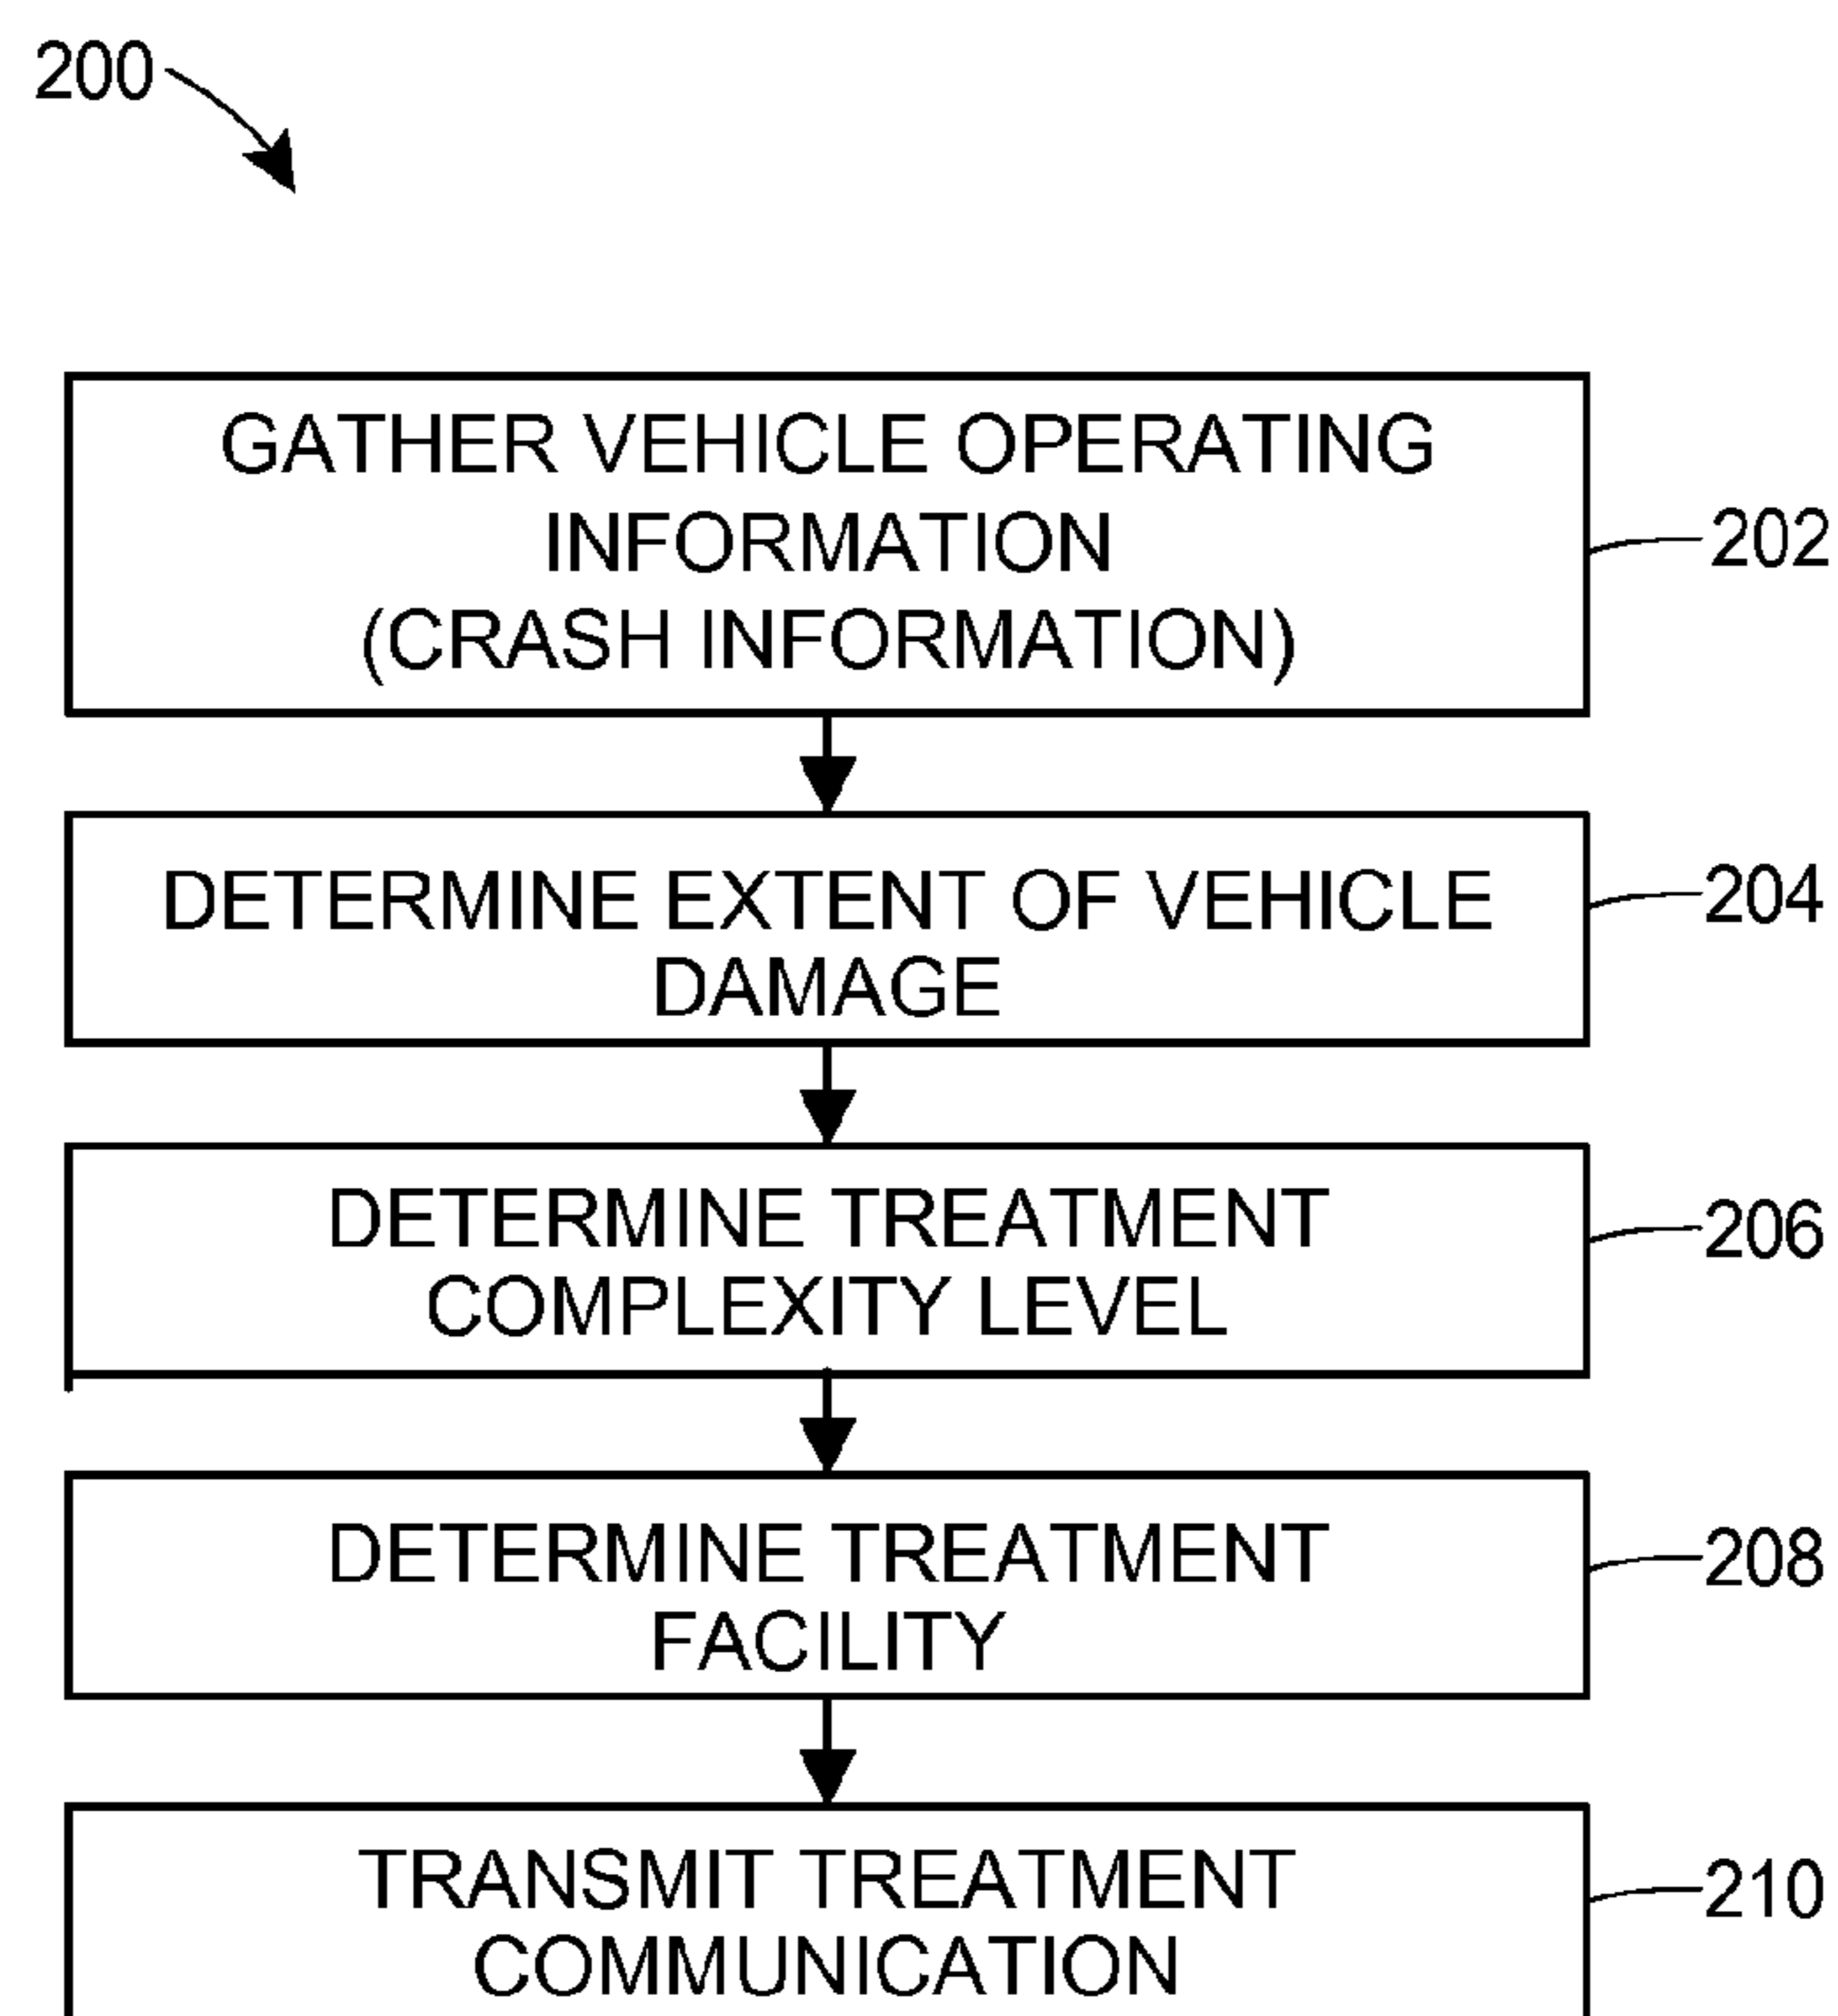 200
GATHER VEHICLE OPERATING
INFORMATION
(CRASH INFORMATION)
202
DETERMINE EXTENT OF VEHICLE
DAMAGE
204
DETERMINE TREATMENT
COMPLEXITY LEVEL
206
DETERMINE TREATMENT
FACILITY
208
TRANSMIT TREATMENT
COMMUNICATION
210